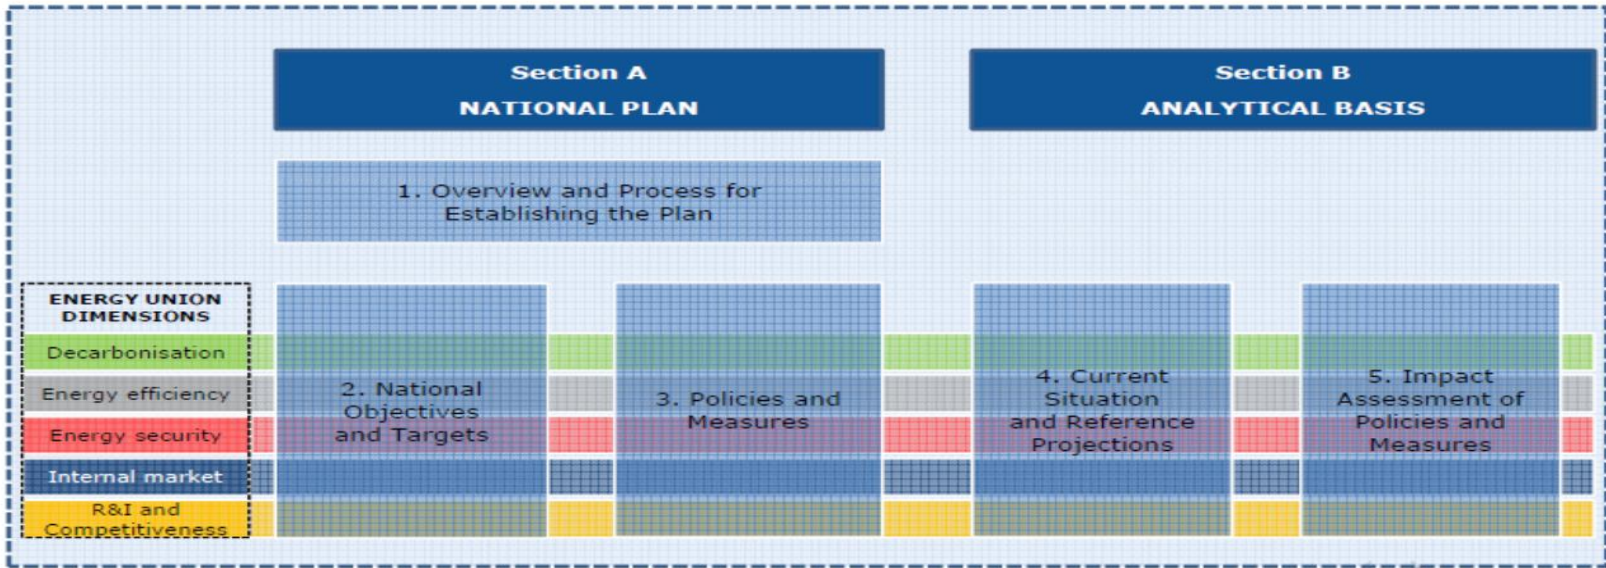 Section A
NATIONAL PLAN
Section B
ANALYTICAL BASIS
1. Overview and Process for
Establishing the Plan
ENERGY UNION
DIMENSIONS
Decarbonisation
Energy efficiency
Energy security
Internal market
R&I and
Competitiveness
2. National
Objectives
and Targets
3. Policies and
Measures
4. Current
Situation
and Reference
Projections
5. Impact
Assessment of
Policies and
Measures